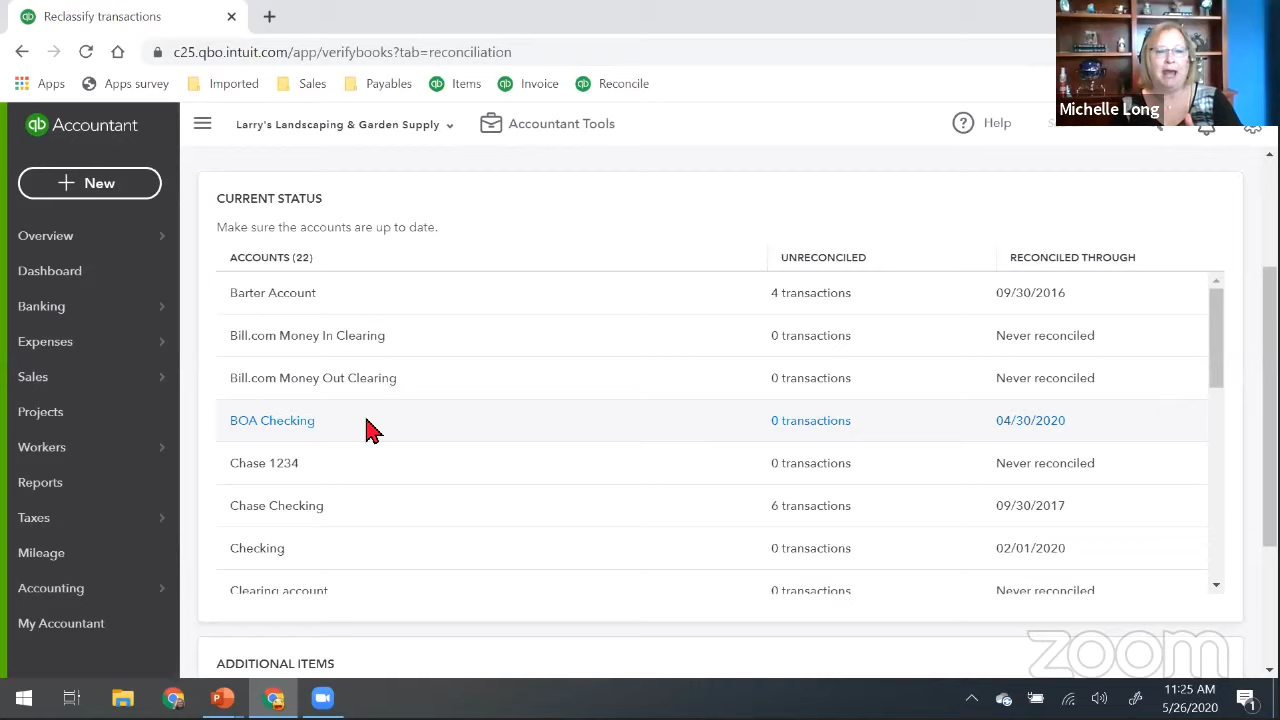 Reclassify transactions
c25.qbo.intuit.com/app/verifybooks?tab=reconciliation
Apps
Apps survey
Imported
Sales
Payables
Items
Invoice
Reconcile
Michelle Long
qb Accountant
Larry's Landscaping & Garden Supply
Accountant Tools
Help
New
Overview
Dashboard
Banking
Expenses
Sales
Projects
Workers
Reports
Taxes
Mileage
Accounting
My Accountant
CURRENT STATUS
Make sure the accounts are up to date.
ACCOUNTS (22) UNRECONCILED RECONCILED THROUGH
Barter Account 4 transactions 09/30/2016
Bill.com Money In Clearing 0 transactions Never reconciled
Bill.com Money Out Clearing 0 transactions Never reconciled
BOA Checking 0 transactions 04/30/2020
Chase 1234 0 transactions Never reconciled
Chase Checking 6 transactions 09/30/2017
Checking 0 transactions 02/01/2020
Clearing account 0 transactions Never reconciled
ADDITIONAL ITEMS
zoom
11:25 AM
5/26/2020
1